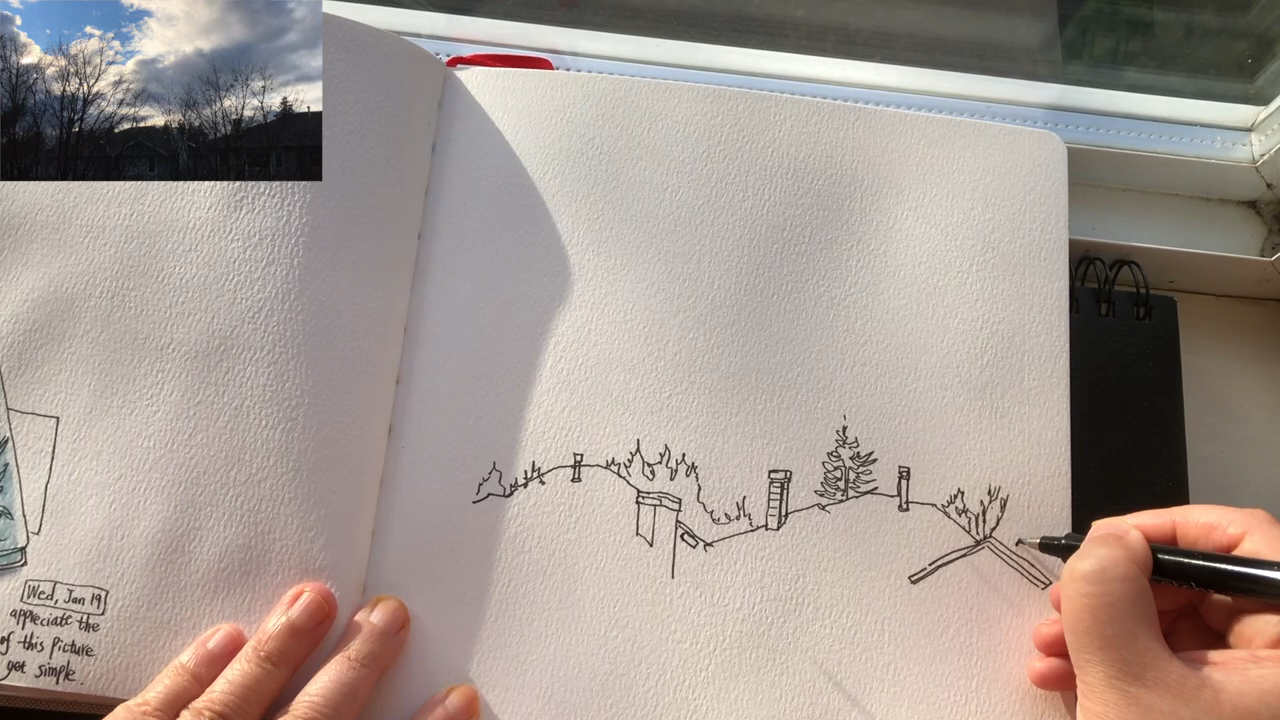 Wed, Jan 19
appreciate the
of this picture
get simple.